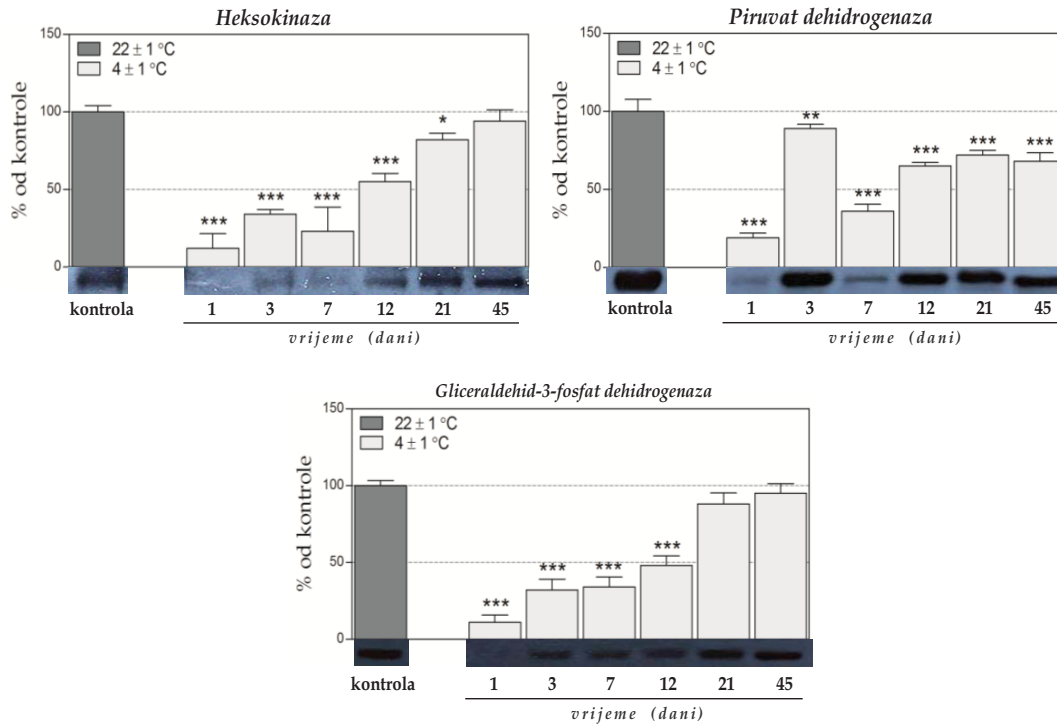 Heksokinaza
150
22 ± 1 °C
4 ± 1 °C
100
50
0
% od kontrole
***
***
***
***
*
kontrola
1 3 7 12 21 45
vrijeme (dani)
Piruvat dehidrogenaza
150
22 ± 1 °C
4 ± 1 °C
100
50
0
% od kontrole
***
**
***
***
***
***
kontrola
1 3 7 12 21 45
vrijeme (dani)
Gliceraldehid-3-fosfat dehidrogenaza
150
22 ± 1 °C
4 ± 1 °C
100
50
0
% od kontrole
***
***
***
***
kontrola
1 3 7 12 21 45
vrijeme (dani)